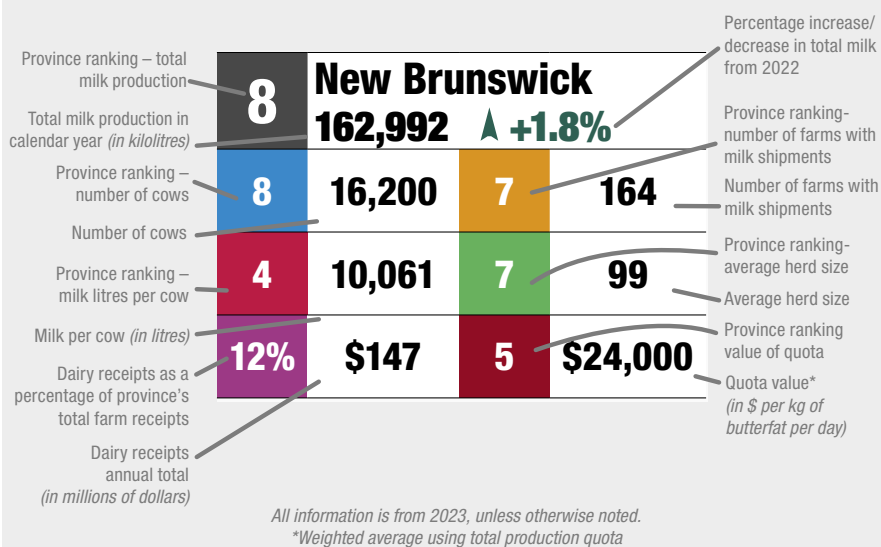 Province ranking – total
milk production
Total milk production in
calendar year (in kilolitres)
Province ranking –
number of cows
Number of cows
Province ranking –
milk litres per cow
Milk per cow (in litres)
Dairy receipts as a
percentage of province's
total farm receipts
Dairy receipts
annual total
(in millions of dollars)
8 New Brunswick
162,992 +1.8%
8 16,200 7 164
4 10,061 7 99
12% $147 5 $24,000
Percentage increase/
decrease in total milk
from 2022
Province ranking-
number of farms with
milk shipments
Number of farms with
milk shipments
Province ranking-
average herd size
Average herd size
Province ranking
value of quota
Quota value*
(in $ per kg of
butterfat per day)
All information is from 2023, unless otherwise noted.
*Weighted average using total production quota